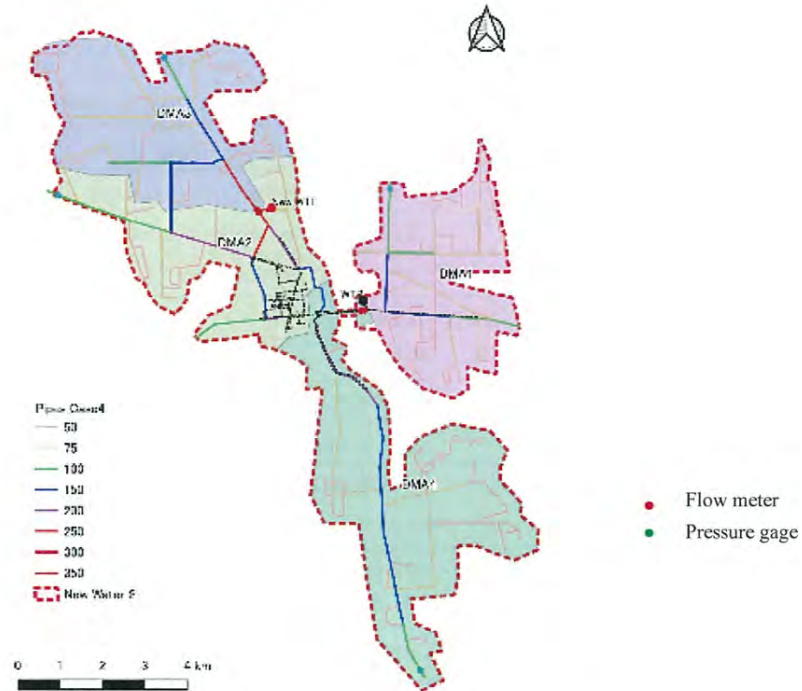 DMA3
New WTP
DMA2
DMA1
WTP
DMA4
50
75
100
150
200
250
300
350
New Water S
0 1 2 3 4 km
Flow meter
Pressure gage